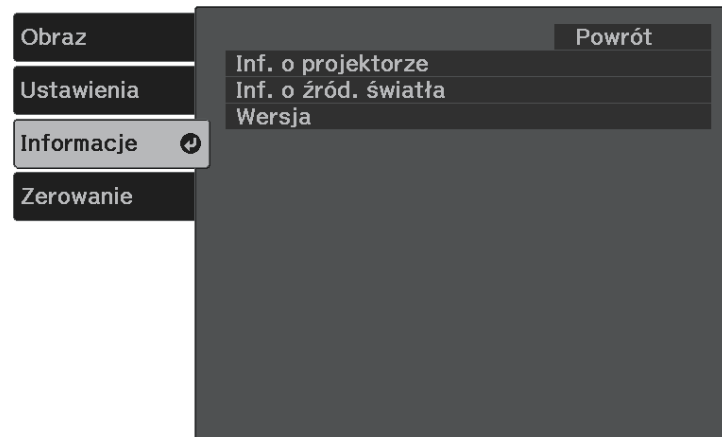 Obraz
Ustawienia
Informacje
Zerowanie
Powrót
Inf. o projektorze
Inf. o źród. światła
Wersja